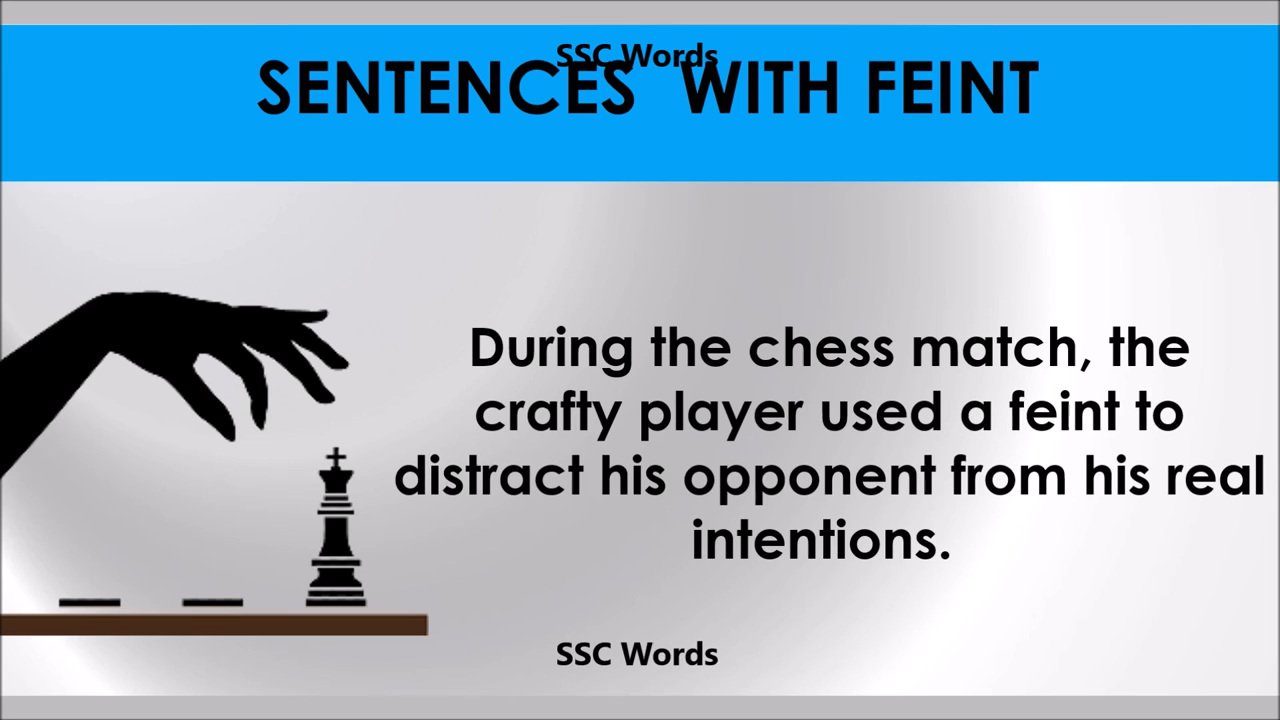 SSC Words
SENTENCES WITH FEINT
During the chess match, the
crafty player used a feint to
distract his opponent from his real
intentions.
SSC Words